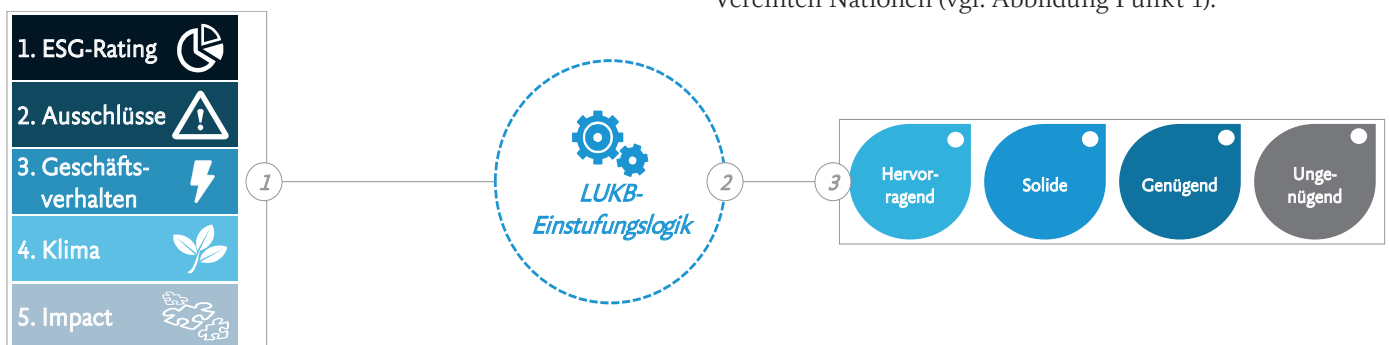 Vereinten Nationen (vgl. Abbildung Punkt 1).
1. ESG-Rating
2. Ausschlüsse
3. Geschäfts-
verhalten
4. Klima
5. Impact
1
LUKB-
Einstufungslogik
2
3
Hervor-
ragend
Solide
Genügend
Unge-
nügend